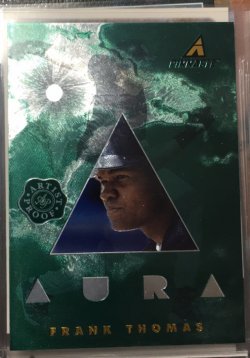 PINNACLE
ARTIST'S
PROOF
AURA
FRANK THOMAS